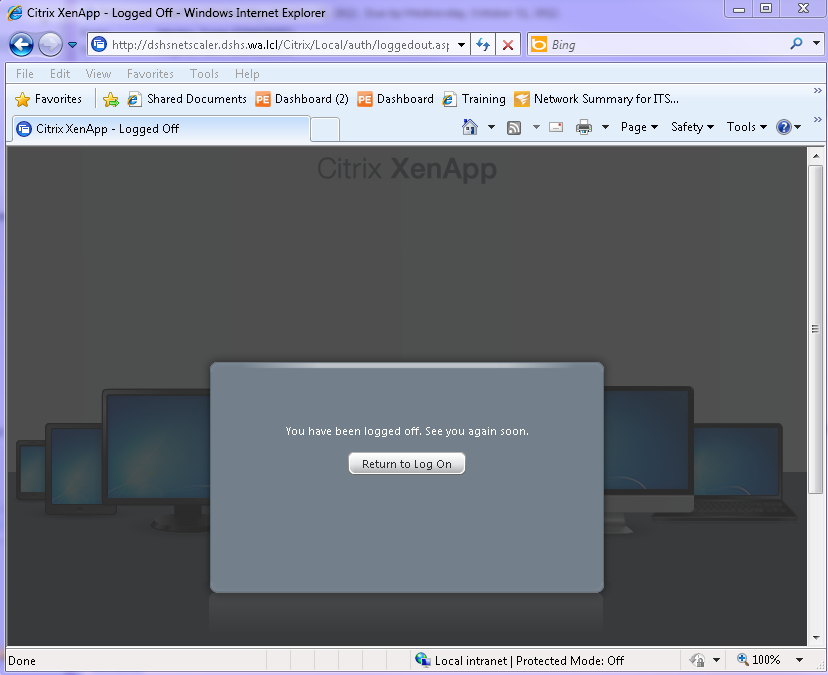 Citrix XenApp - Logged Off - Windows Internet Explorer
http://dshsnetscaler.dshs.wa.lcl/Citrix/Local/auth/loggedout.asp
Bing
File Edit View Favorites Tools Help
Favorites Shared Documents PE Dashboard (2) PE Dashboard Training Network Summary for ITS...
Citrix XenApp - Logged Off Page Safety Tools
Citrix XenApp
You have been logged off. See you again soon.
Return to Log On
Done Local intranet | Protected Mode: Off 100%